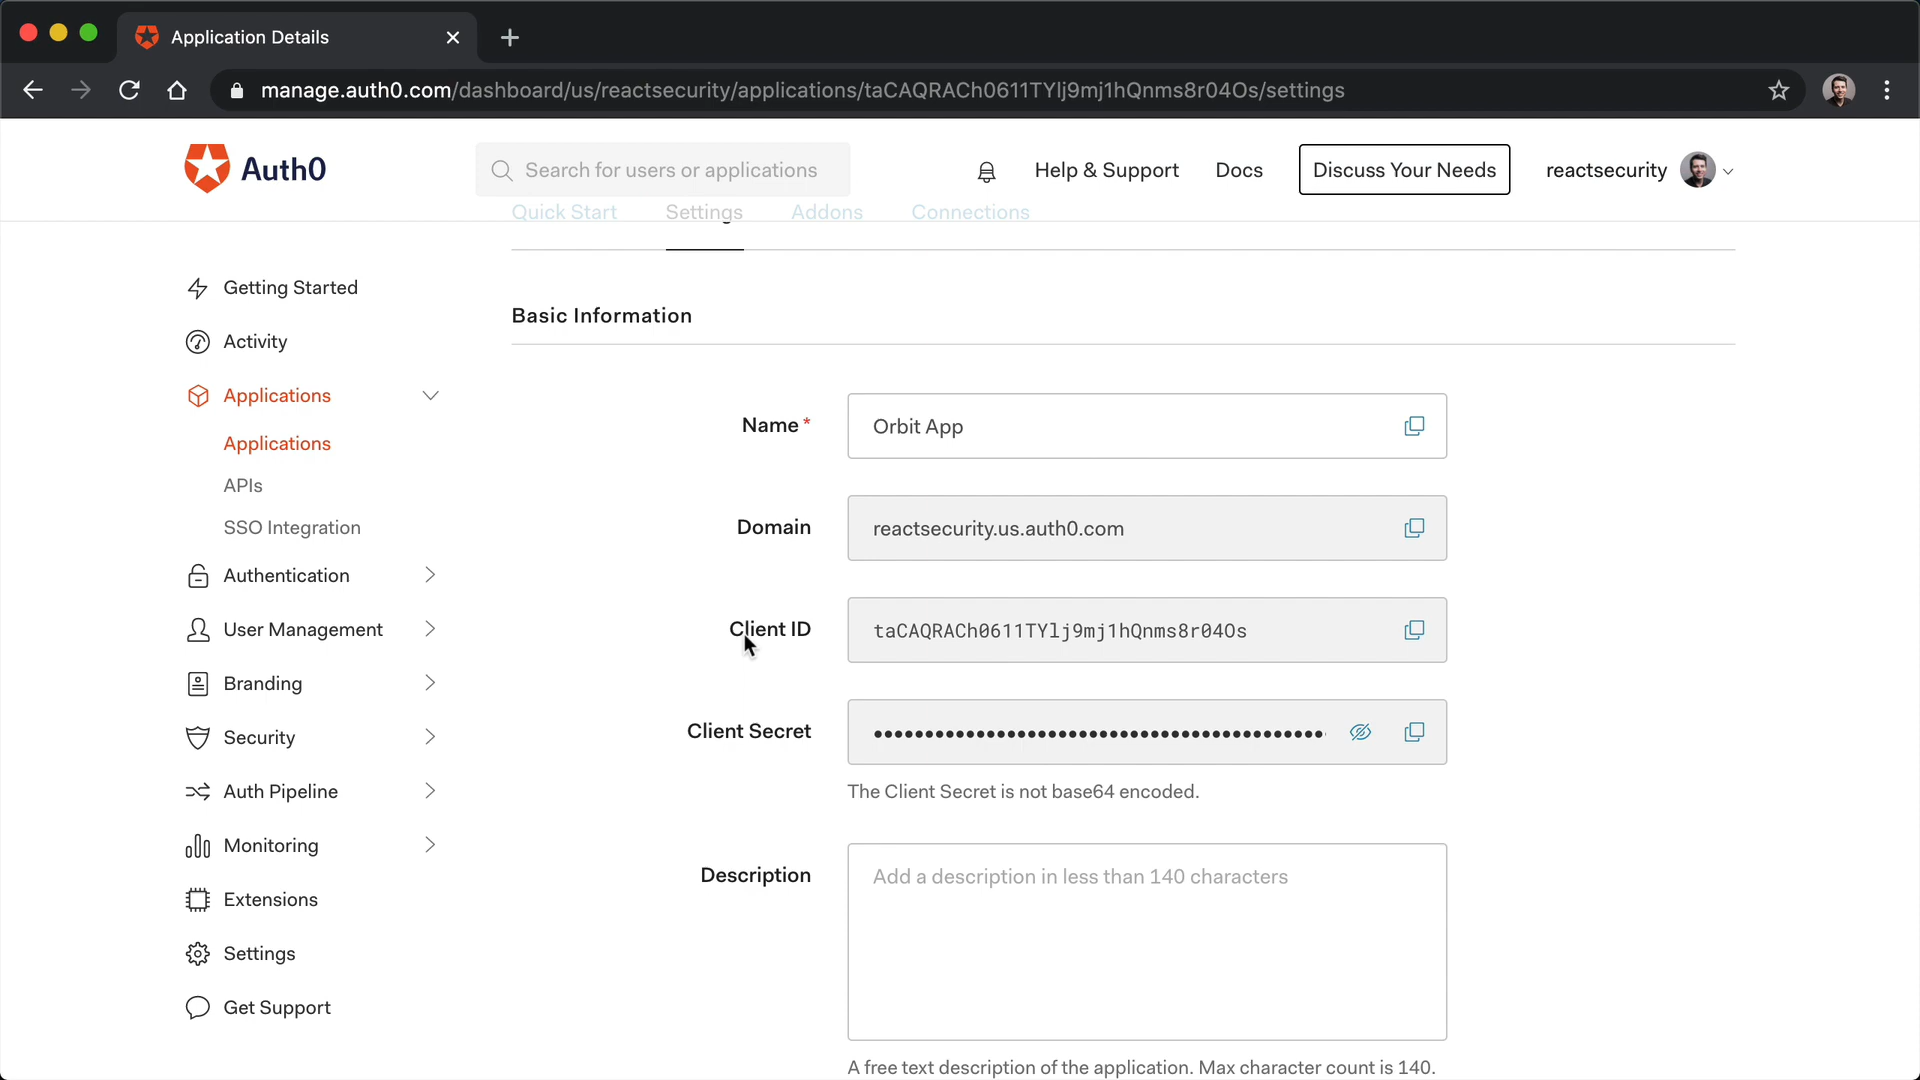 Application Details
manage.auth0.com/dashboard/us/reactsecurity/applications/taCAQRACh0611TYlj9mj1hQnms8r04Os/settings
Auth0
Search for users or applications
Help & Support
Docs
Discuss Your Needs
reactsecurity
Quick Start
Settings
Addons
Connections
Getting Started
Activity
Applications
Applications
APIs
SSO Integration
Authentication
User Management
Branding
Security
Auth Pipeline
Monitoring
Extensions
Settings
Get Support
Basic Information
Name *
Orbit App
Domain
reactsecurity.us.auth0.com
Client ID
taCAQRACh0611TYlj9mj1hQnms8r04Os
Client Secret
The Client Secret is not base64 encoded.
Description
Add a description in less than 140 characters
A free text description of the application. Max character count is 140.